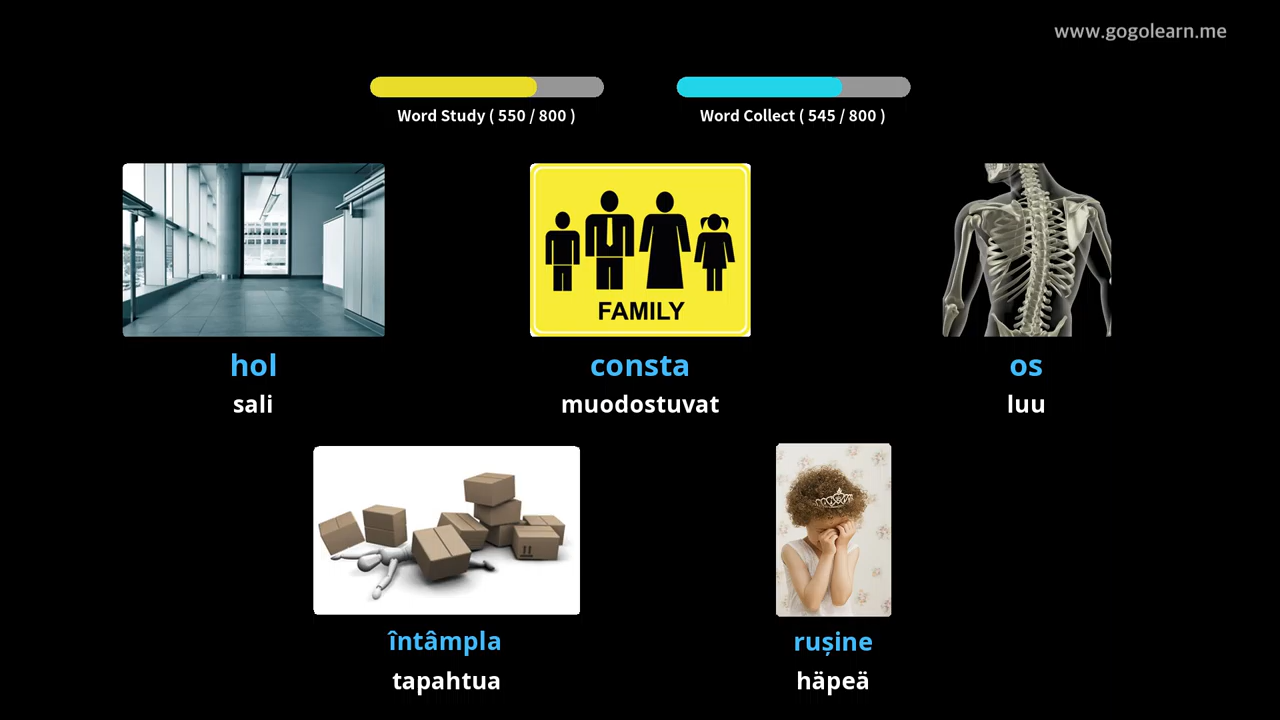 www.gogolearn.me
Word Study ( 550 / 800 )
Word Collect ( 545 / 800 )
FAMILY
hol
consta
os
sali
muodostuvat
luu
întâmpla
rușine
tapahtua
häpeä